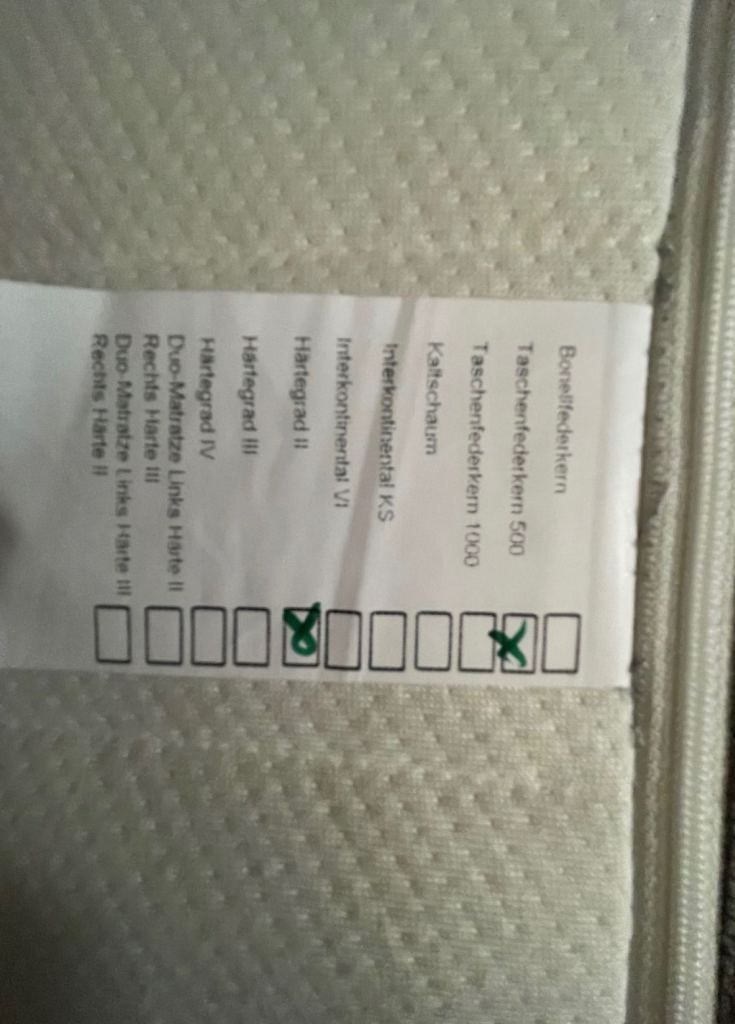 Bonellfederkern
Taschenfederkern 500
Taschenfederkern 1000
Kaltschaum
Interkontinental KS
Interkontinental VI
Härtegrad II
Härtegrad III
Härtegrad IV
Duo-Matratze Links Härte II
Rechts Härte III
Duo-Matratze Links Härte III
Rechts Härte II